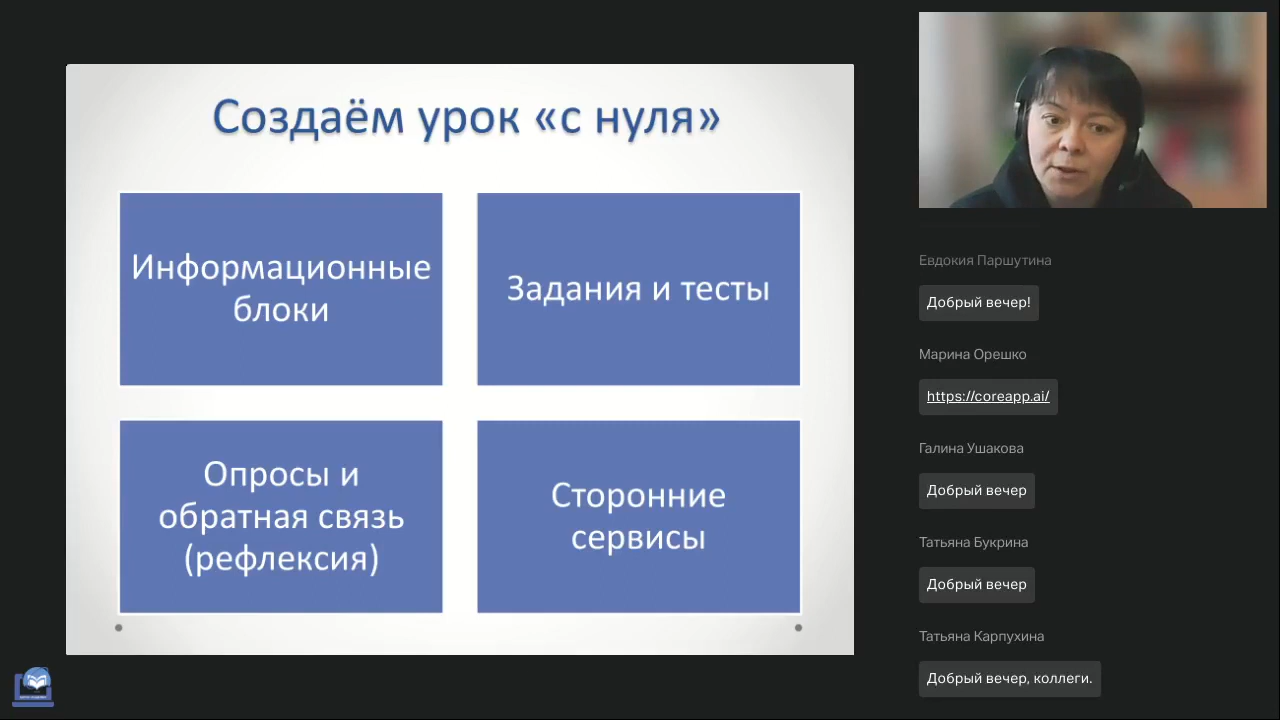 Создаём урок «с нуля»
Информационные
блоки
Задания и тесты
Опросы и
обратная связь
(рефлексия)
Сторонние
сервисы
Евдокия Паршутина
Добрый вечер!
Марина Орешко
https://coreapp.ai/
Галина Ушакова
Добрый вечер
Татьяна Букрина
Добрый вечер
Татьяна Карпухина
Добрый вечер, коллеги.